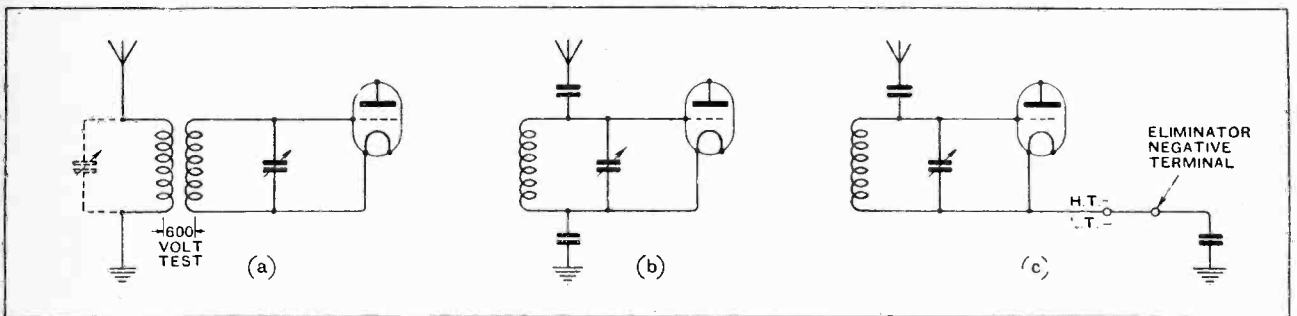 600
VOLT
TEST
(a)
(b)
ELIMINATOR
NEGATIVE
TERMINAL
H.T.-
L.T.-
(c)